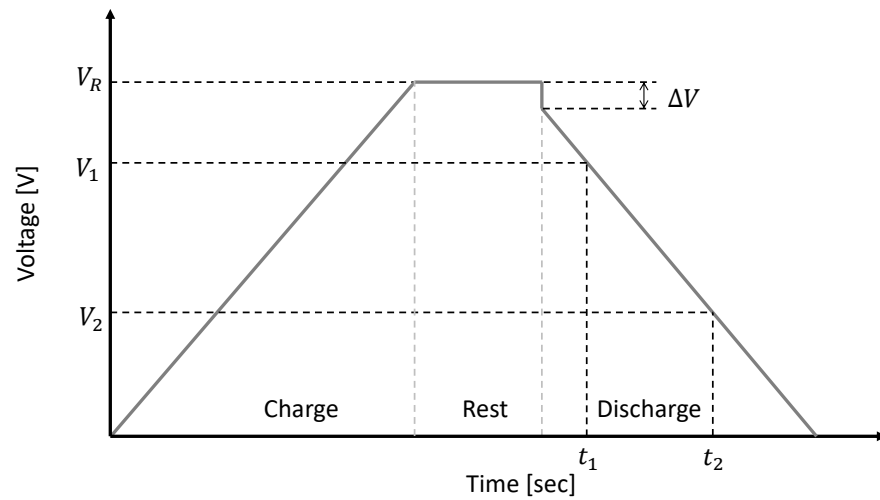 V_R
ΔV
V_1
Voltage [V]
V_2
Charge
Rest
Discharge
t_1
t_2
Time [sec]